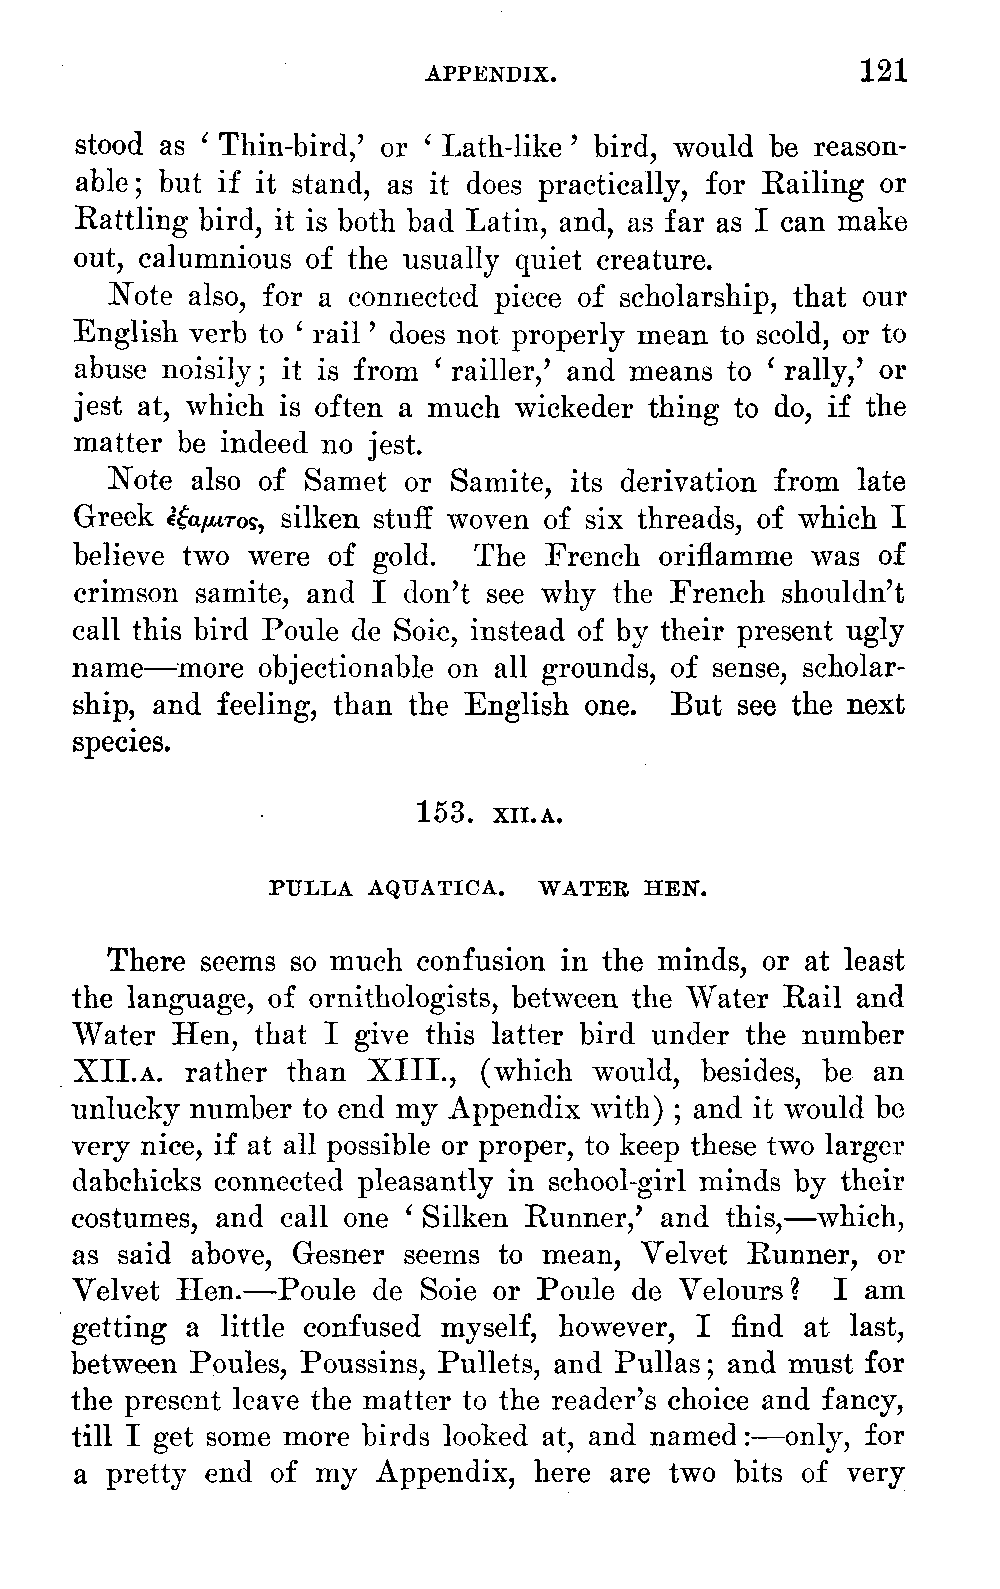 APPENDIX. 121
stood as ‘ Thin-bird,’ or ‘ Lath-like ’ bird, would be reason-
able; but if it stand, as it does practically, for Railing or
Rattling bird, it is both bad Latin, and, as far as I can make
out, calumnious of the usually quiet creature.
Note also, for a connected piece of scholarship, that our
English verb to ‘ rail ’ does not properly mean to scold, or to
abuse noisily; it is from ‘ railler,’ and means to ‘ rally,’ or
jest at, which is often a much wickeder thing to do, if the
matter be indeed no jest.
Note also of Samet or Samite, its derivation from late
Greek ἑξαμιτος, silken stuff woven of six threads, of which I
believe two were of gold. The French oriflamme was of
crimson samite, and I don’t see why the French shouldn’t
call this bird Poule de Soie, instead of by their present ugly
name—more objectionable on all grounds, of sense, scholar-
ship, and feeling, than the English one. But see the next
species.
153. XII.A.
PULLA AQUATICA. WATER HEN.
There seems so much confusion in the minds, or at least
the language, of ornithologists, between the Water Rail and
Water Hen, that I give this latter bird under the number
XII.A. rather than XIII., (which would, besides, be an
unlucky number to end my Appendix with) ; and it would be
very nice, if at all possible or proper, to keep these two larger
dabchicks connected pleasantly in school-girl minds by their
costumes, and call one ‘ Silken Runner,’ and this,—which,
as said above, Gesner seems to mean, Velvet Runner, or
Velvet Hen.—Poule de Soie or Poule de Velours? I am
getting a little confused myself, however, I find at last,
between Poules, Poussins, Pullets, and Pullas; and must for
the present leave the matter to the reader’s choice and fancy,
till I get some more birds looked at, and named:—only, for
a pretty end of my Appendix, here are two bits of very